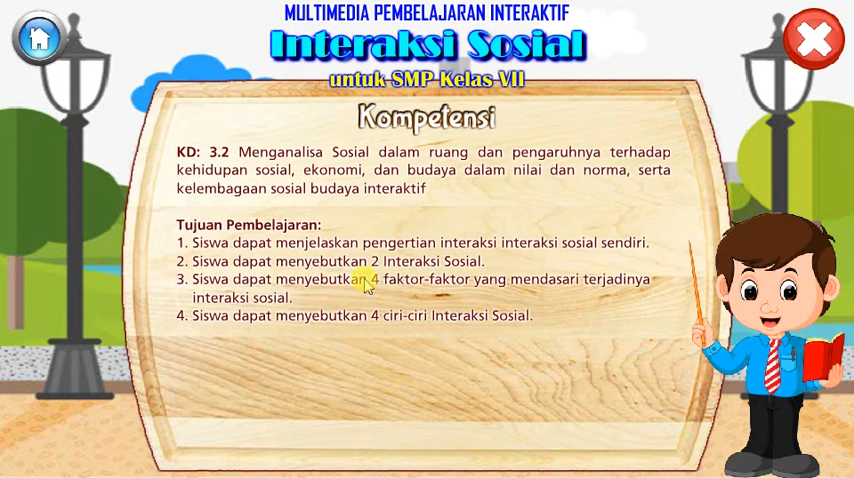 MULTIMEDIA PEMBELAJARAN INTERAKTIF
Interaksi Sosial
untuk SMP Kelas VII
Kompetensi
KD: 3.2 Menganalisa Sosial dalam ruang dan pengaruhnya terhadap
kehidupan sosial, ekonomi, dan budaya dalam nilai dan norma, serta
kelembagaan sosial budaya interaktif
Tujuan Pembelajaran:
1. Siswa dapat menjelaskan pengertian interaksi interaksi sosial sendiri.
2. Siswa dapat menyebutkan 2 Interaksi Sosial.
3. Siswa dapat menyebutkan 4 faktor-faktor yang mendasari terjadinya
interaksi sosial.
4. Siswa dapat menyebutkan 4 ciri-ciri Interaksi Sosial.